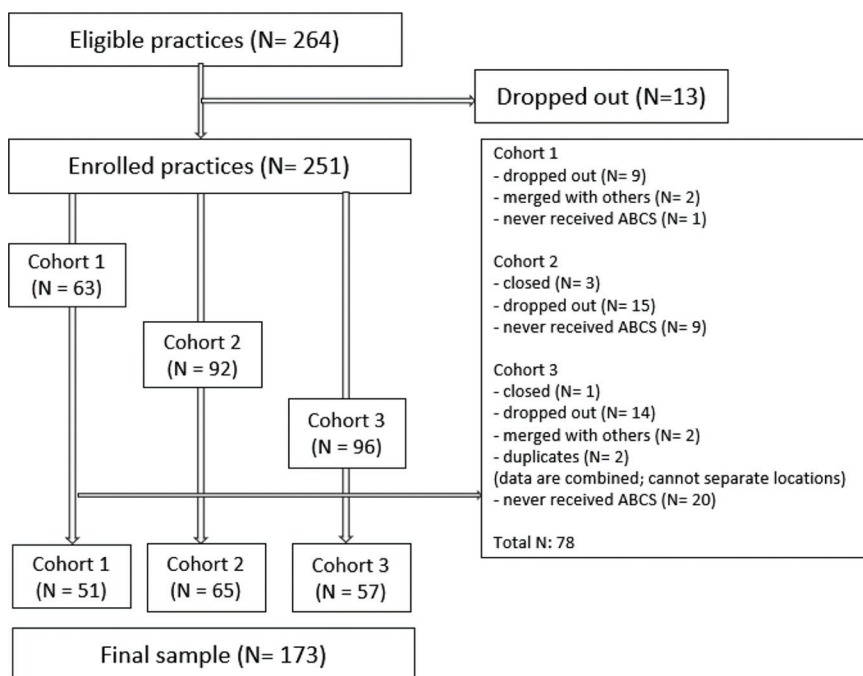 Eligible practices (N= 264)
Dropped out (N=13)
Enrolled practices (N= 251)
Cohort 1
(N = 63)
Cohort 2
(N = 92)
Cohort 3
(N = 96)
Cohort 1
- dropped out (N= 9)
- merged with others (N= 2)
- never received ABCS (N= 1)
Cohort 2
- closed (N= 3)
- dropped out (N= 15)
- never received ABCS (N= 9)
Cohort 3
- closed (N= 1)
- dropped out (N= 14)
- merged with others (N= 2)
- duplicates (N= 2)
(data are combined; cannot separate locations)
- never received ABCS (N= 20)
Total N: 78
Cohort 1
(N = 51)
Cohort 2
(N = 65)
Cohort 3
(N = 57)
Final sample (N= 173)